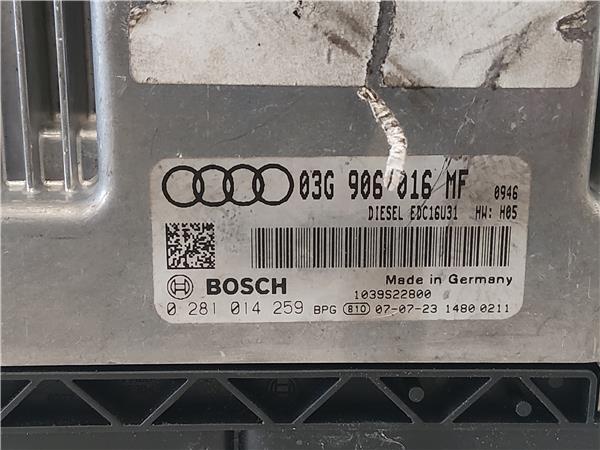 03G 906 016 MF 0946
DIESEL EDC16U31 HW: H05
BOSCH Made in Germany
1039S22800
0 281 014 259 BPG 810 07-07-23 1480 0211